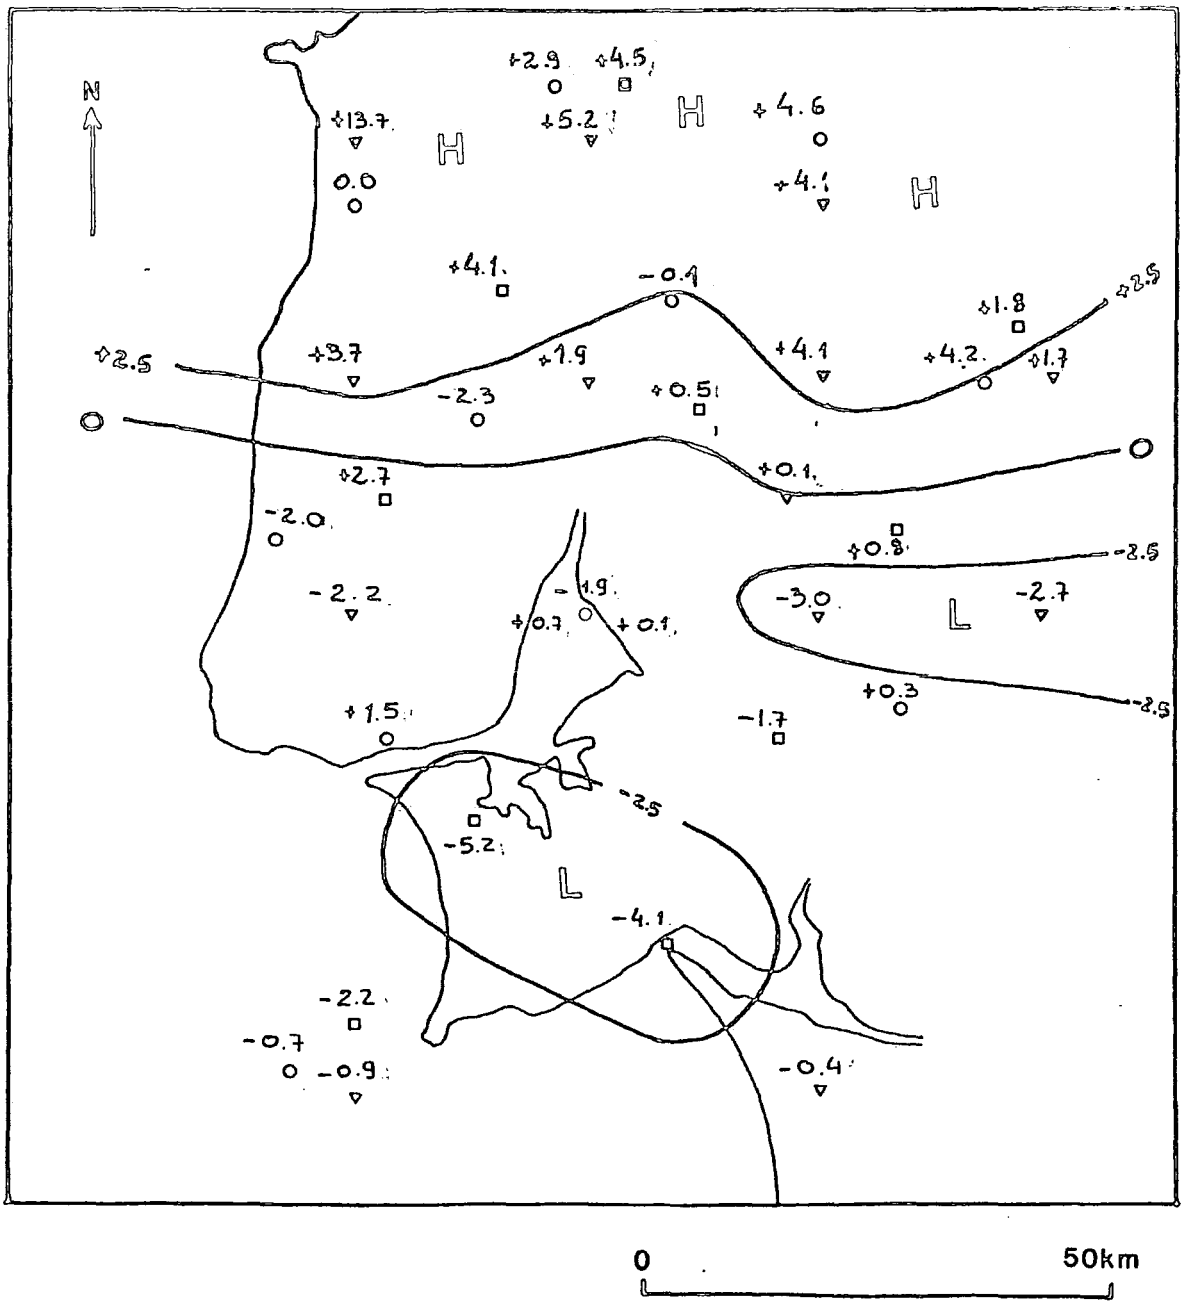 +2.9 +4.5
N
+13.7 +5.2 H + 4.6
H
0.0 +4.1 H
+4.1 -0.1 +2.5
+1.8
+2.5 +3.7 +1.9 +4.1 +4.2 +1.7
-2.3 +0.5
O O
+2.7 +0.1
-2.0
+0.8 -2.5
-2.2 -1.9 -3.0 L -2.7
+0.7 +0.1
+0.3
+1.5 -1.7 -2.5
-2.5
-5.2
L
-4.1
-2.2
-0.7
-0.9 -0.4
0 50km